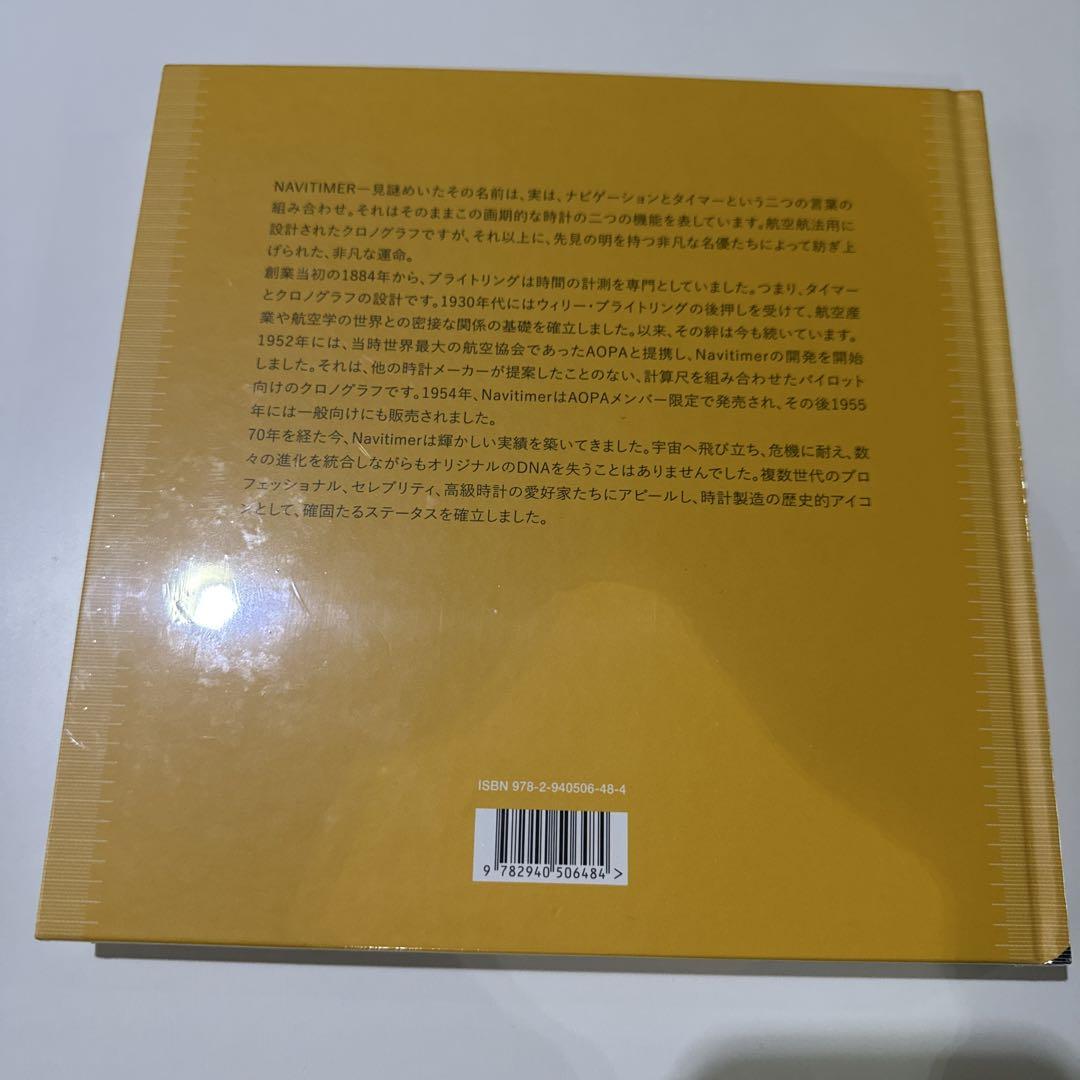 NAVITIMER一見謎めいたその名前は、実は、ナビゲーションとタイマーという二つの言葉の
組み合わせ。それはそのままこの画期的な時計の二つの機能を表しています。航空航法用に
設計されたクロノグラフですが、それ以上に、先見の明を持つ非凡な名優たちによって紡ぎ上
げられた、非凡な運命。
創業当初の1884年から、ブライトリングは時間の計測を専門としていました。つまり、タイマー
とクロノグラフの設計です。1930年代にはウィリー・ブライトリングの後押しを受けて、航空産
業や航空学の世界との密接な関係の基礎を確立しました。以来、その絆は今も続いています。
1952年には、当時世界最大の航空協会であったAOPAと提携し、Navitimerの開発を開始
しました。それは、他の時計メーカーが提案したことのない、計算尺を組み合わせたパイロット
向けのクロノグラフです。1954年、NavitimerはAOPAメンバー限定で発売され、その後1955
年には一般向けにも販売されました。
70年を経た今、Navitimerは輝かしい実績を築いてきました。宇宙へ飛び立ち、危機に耐え、数
々の進化を統合しながらもオリジナルのDNAを失うことはありませんでした。複数世代のプロ
フェッショナル、セレブリティ、高級時計の愛好家たちにアピールし、時計製造の歴史的アイコ
ンとして、確固たるステータスを確立しました。
ISBN 978-2-940506-48-4
9 782940 506484 >